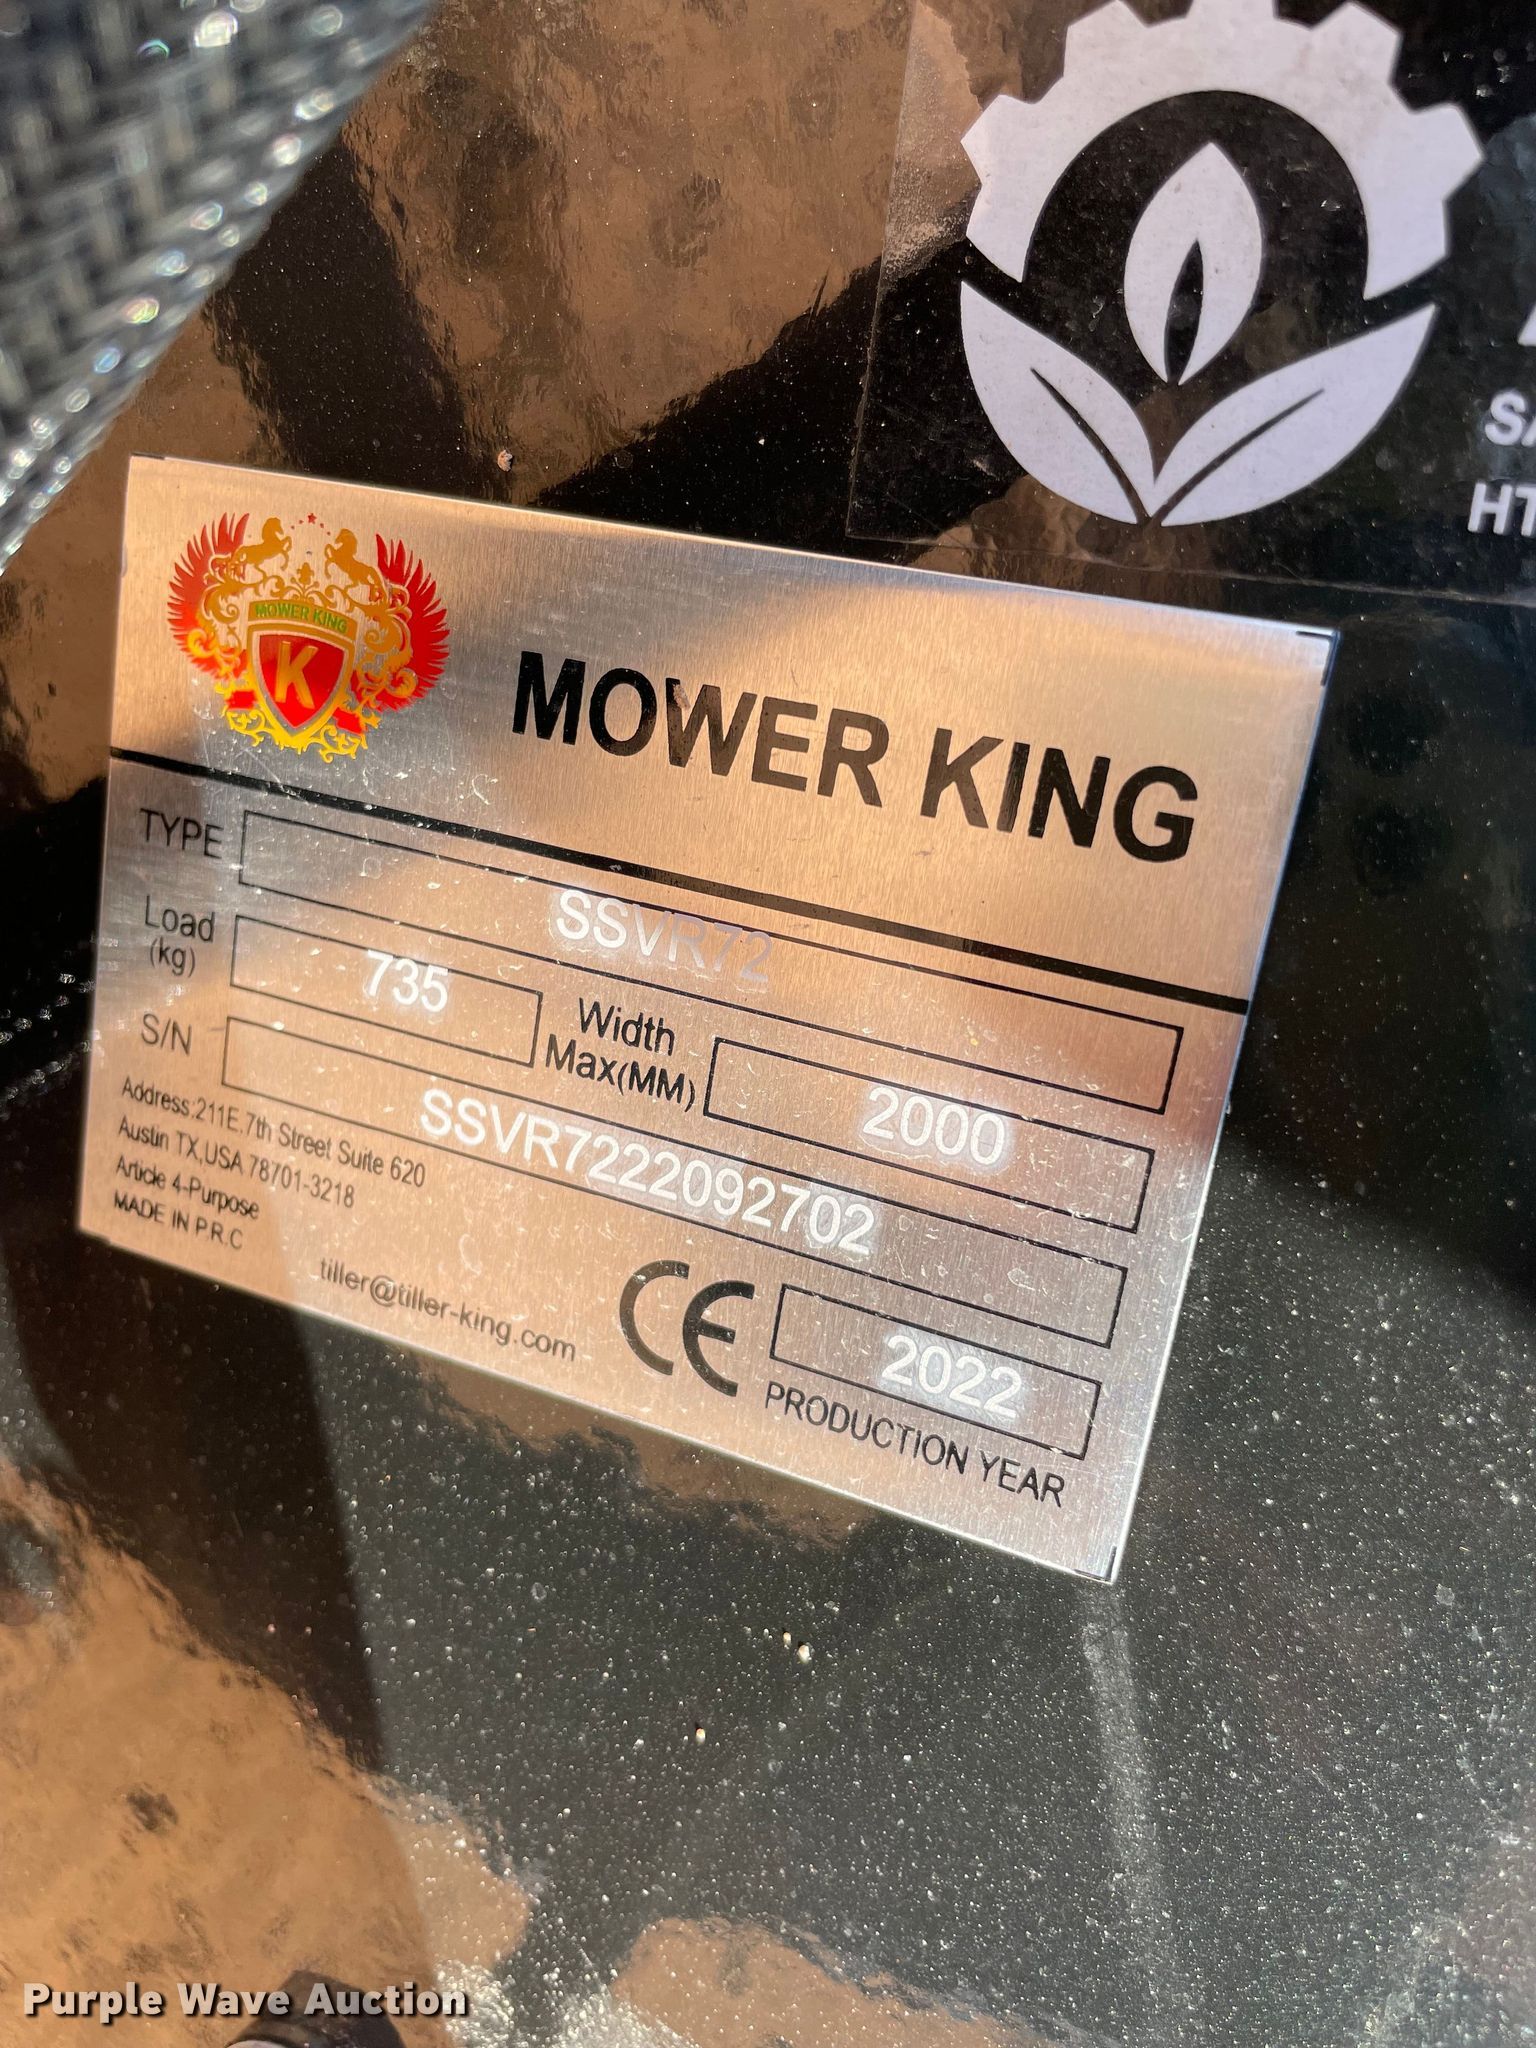 SA
HT
MOWER KING
K
MOWER KING
TYPE SSVR72
Load (kg) 735 Width Max(MM) 2000
S/N SSVR7222092702
Address:211E.7th Street Suite 620
Austin TX,USA 78701-3218
Article 4-Purpose
MADE IN P.R.C
tiller@tiller-king.com
CE 2022
PRODUCTION YEAR
Purple Wave Auction